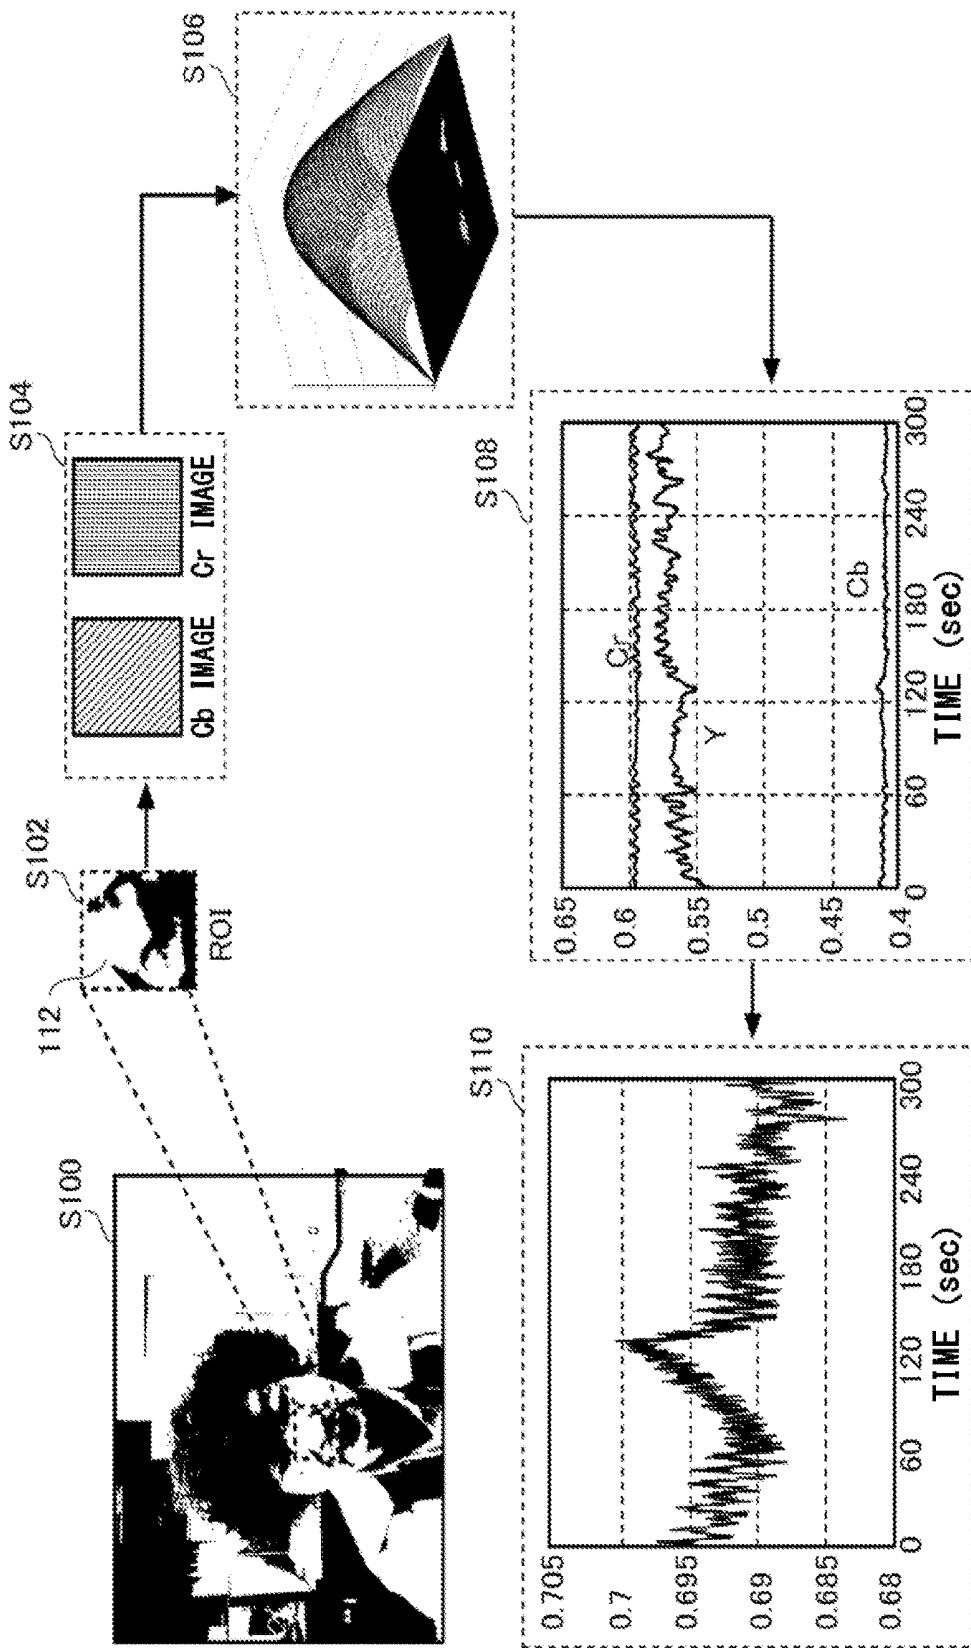 S100
112
S102
ROI
S104
Cb IMAGE
Cr IMAGE
S106
S108
0.65
0.6
0.55
0.5
0.45
0.4
Cr
Y
Cb
0
60
120
180
240
300
TIME (sec)
S110
0.705
0.7
0.695
0.69
0.685
0.68
0
60
120
180
240
300
TIME (sec)